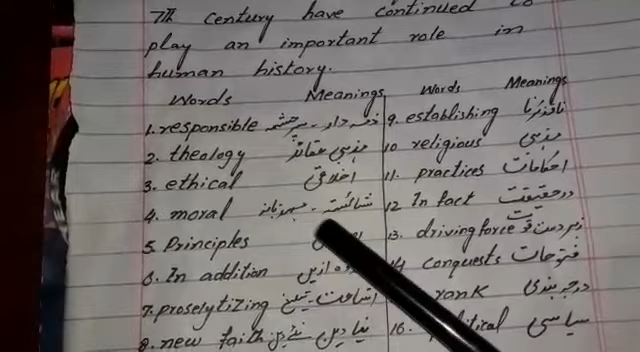 7th century have continued to
play an important role in
human history.
Words Meanings Words Meanings
1. responsible ذمہ دار - سرچشمہ 9. establishing نافذ کرنا
2. theology مذہبی عقائد 10 religious مذہبی
3. ethical اخلاقی 11. practices احکامات
4. moral شائستہ - 12 In fact درحقیقت
5. Principles 13. driving force زبردست قوت
6. In addition 14 conquests فتوحات
7. proselytizing اشاعت - تبلیغ rank درجہ بندی
8. new faith نیا دین 16. political سیاسی